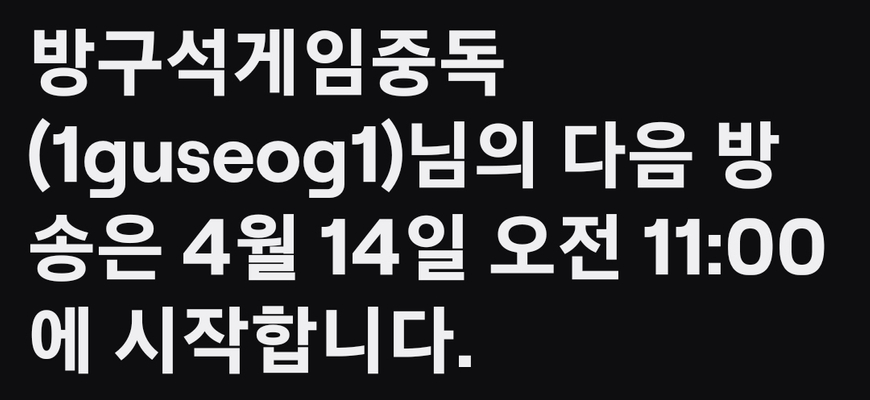 방구석게임중독
(1guseog1)님의 다음 방
송은 4월 14일 오전 11:00
에 시작합니다.